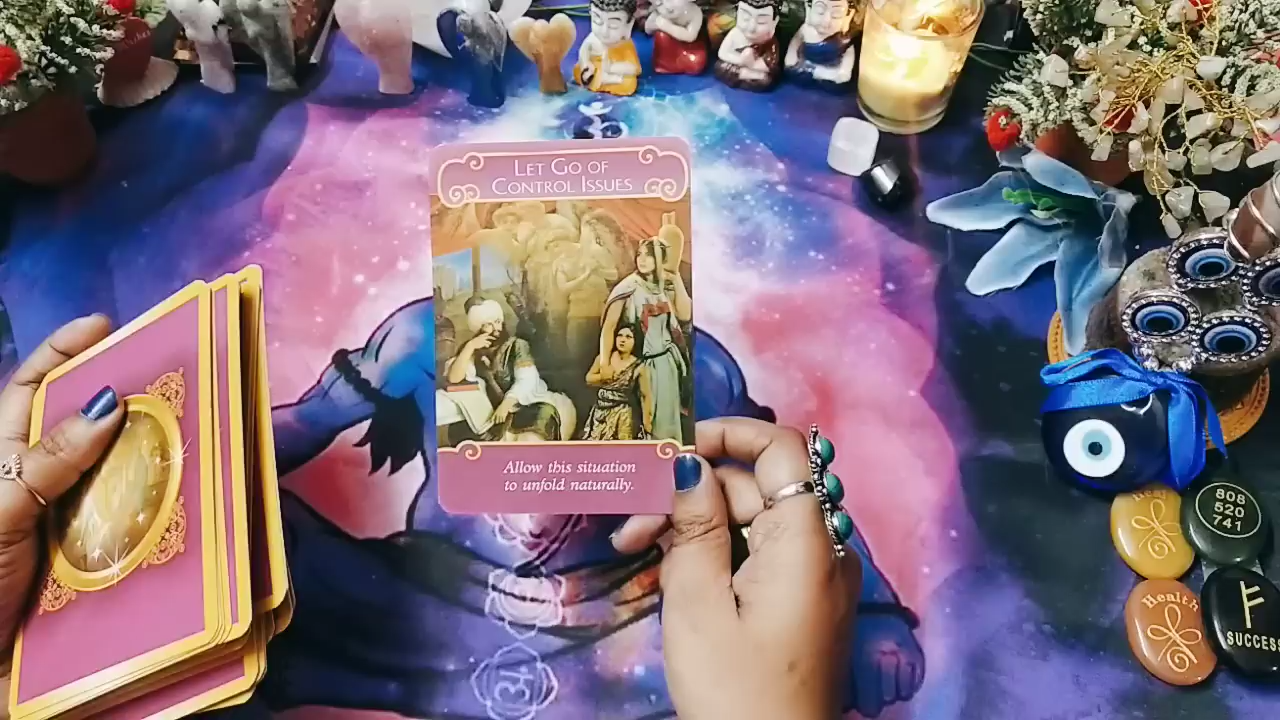 LET GO OF
CONTROL ISSUES
Allow this situation
to unfold naturally.
808
520
741
Health
SUCCESS